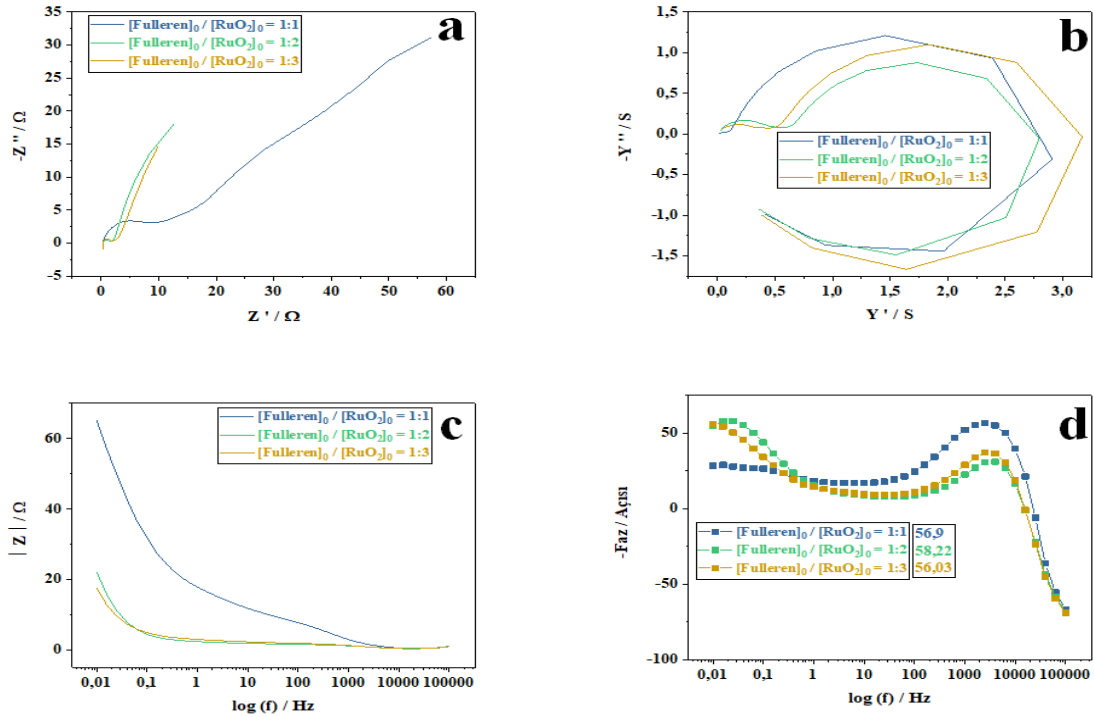 a
[Fulleren]₀ / [RuO₂]₀ = 1:1
[Fulleren]₀ / [RuO₂]₀ = 1:2
[Fulleren]₀ / [RuO₂]₀ = 1:3
35
30
25
20
15
10
5
0
-5
-Z'' / Ω
0 10 20 30 40 50 60
Z ' / Ω
b
[Fulleren]₀ / [RuO₂]₀ = 1:1
[Fulleren]₀ / [RuO₂]₀ = 1:2
[Fulleren]₀ / [RuO₂]₀ = 1:3
1,5
1,0
0,5
0,0
-0,5
-1,0
-1,5
-Y'' / S
0,0 0,5 1,0 1,5 2,0 2,5 3,0
Y ' / S
c
[Fulleren]₀ / [RuO₂]₀ = 1:1
[Fulleren]₀ / [RuO₂]₀ = 1:2
[Fulleren]₀ / [RuO₂]₀ = 1:3
60
40
20
0
| Z | / Ω
0,01 0,1 1 10 100 1000 10000 100000
log (f) / Hz
d
[Fulleren]₀ / [RuO₂]₀ = 1:1 56,9
[Fulleren]₀ / [RuO₂]₀ = 1:2 58,22
[Fulleren]₀ / [RuO₂]₀ = 1:3 56,03
50
0
-50
-100
-Faz / Açısı
0,01 0,1 1 10 100 1000 10000 100000
log (f) / Hz